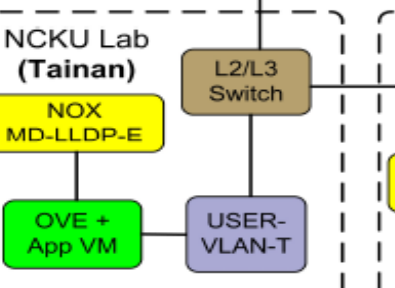 NCKU Lab
(Tainan)
L2/L3
Switch
NOX
MD-LLDP-E
OVE +
App VM
USER-
VLAN-T